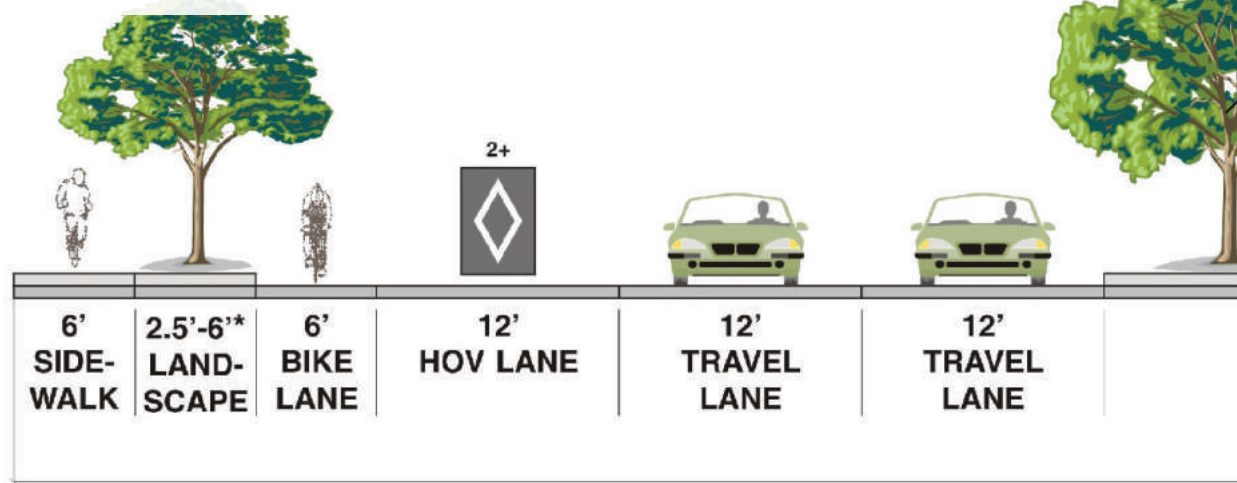 2+
6'
SIDE-
WALK
2.5'-6'*
LAND-
SCAPE
6'
BIKE
LANE
12'
HOV LANE
12'
TRAVEL
LANE
12'
TRAVEL
LANE